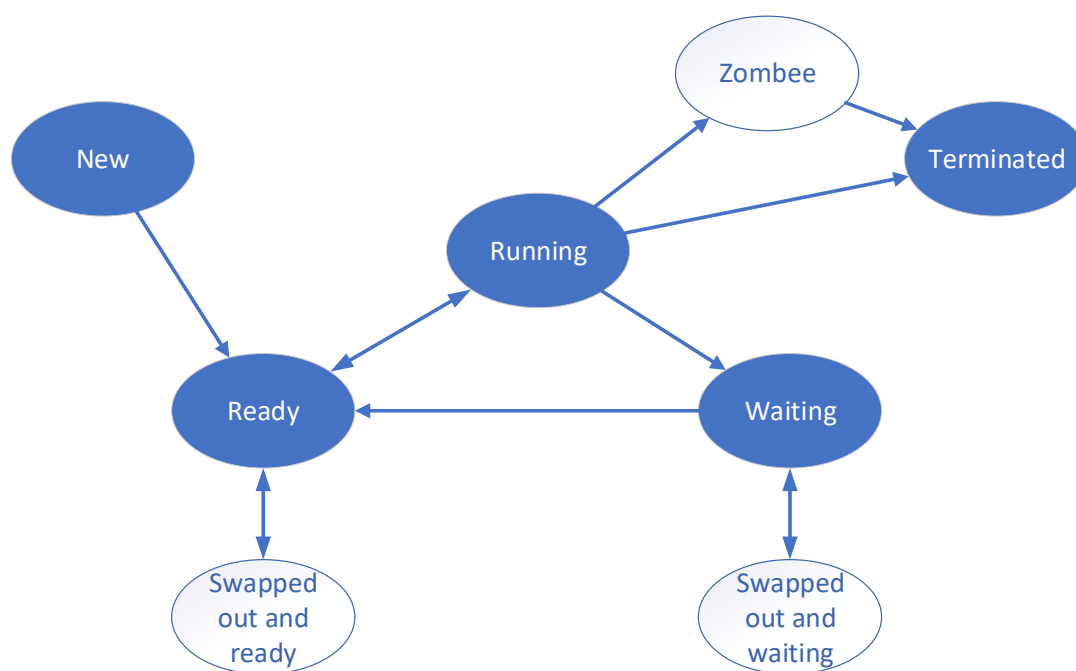 Zombee
New
Terminated
Running
Ready
Waiting
Swapped
out and
ready
Swapped
out and
waiting